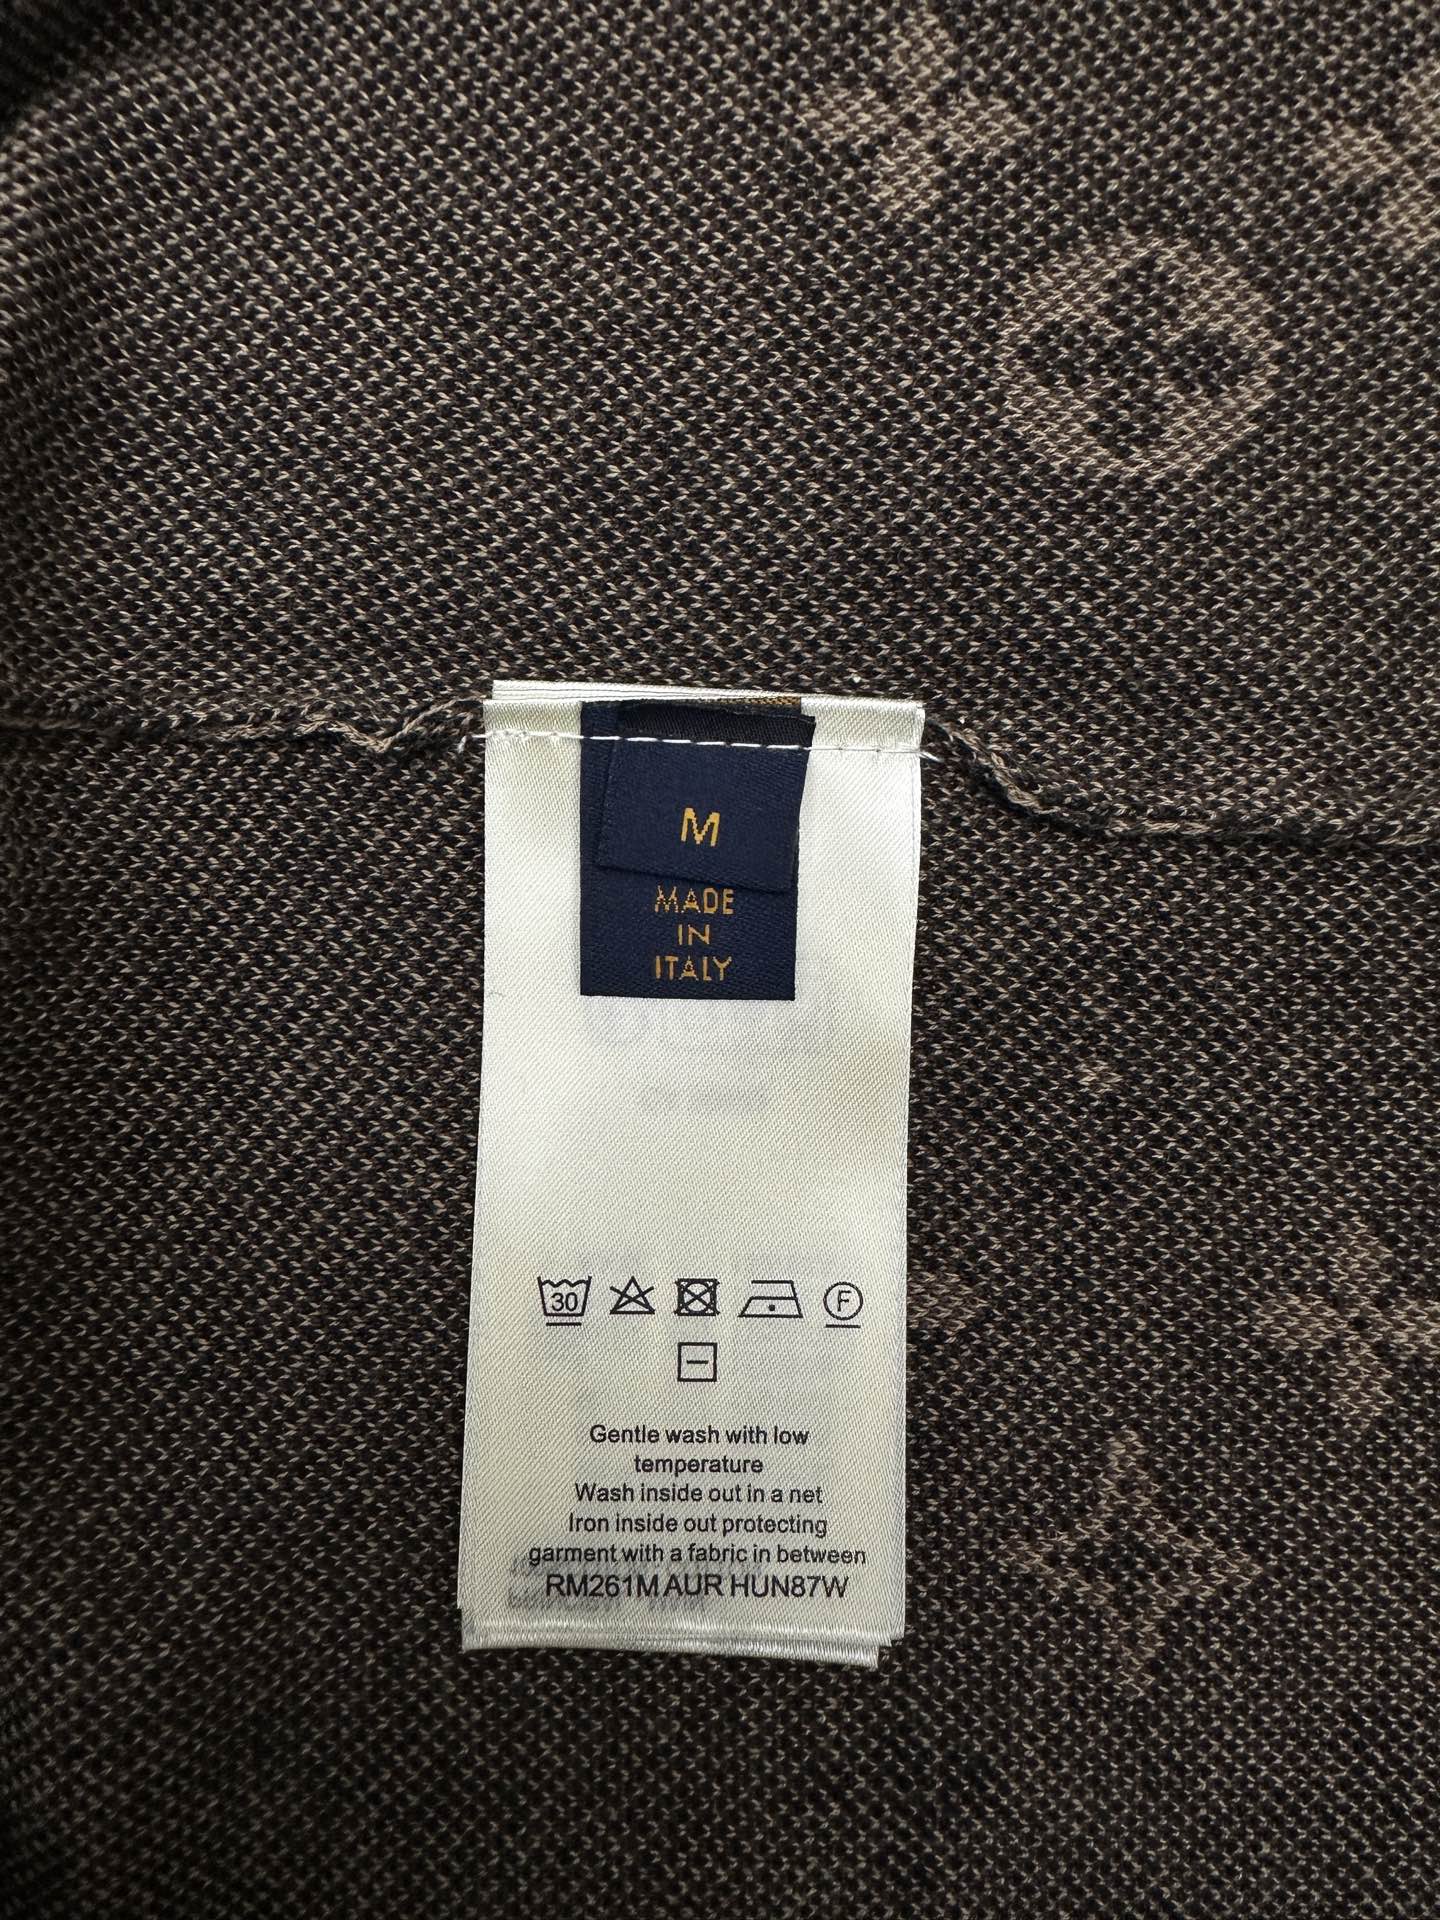 M
MADE
IN
ITALY
30
F
Gentle wash with low
temperature
Wash inside out in a net
Iron inside out protecting
garment with a fabric in between
RM261M AUR HUN87W